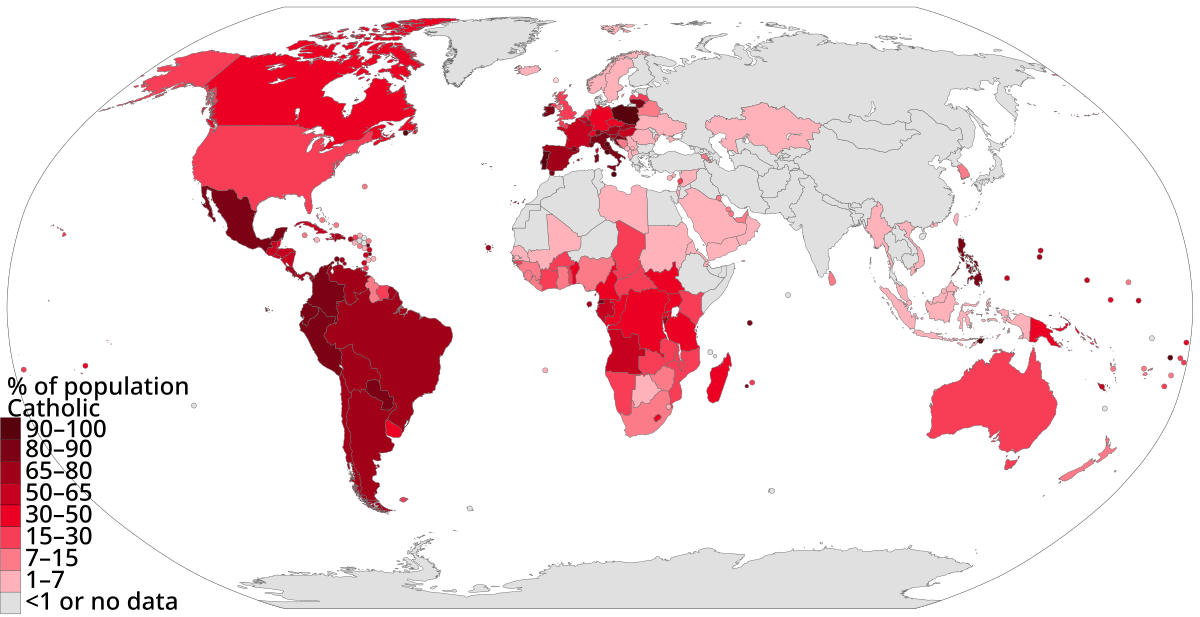 % of population
Catholic
90–100
80–90
65–80
50–65
30–50
15–30
7–15
1–7
<1 or no data